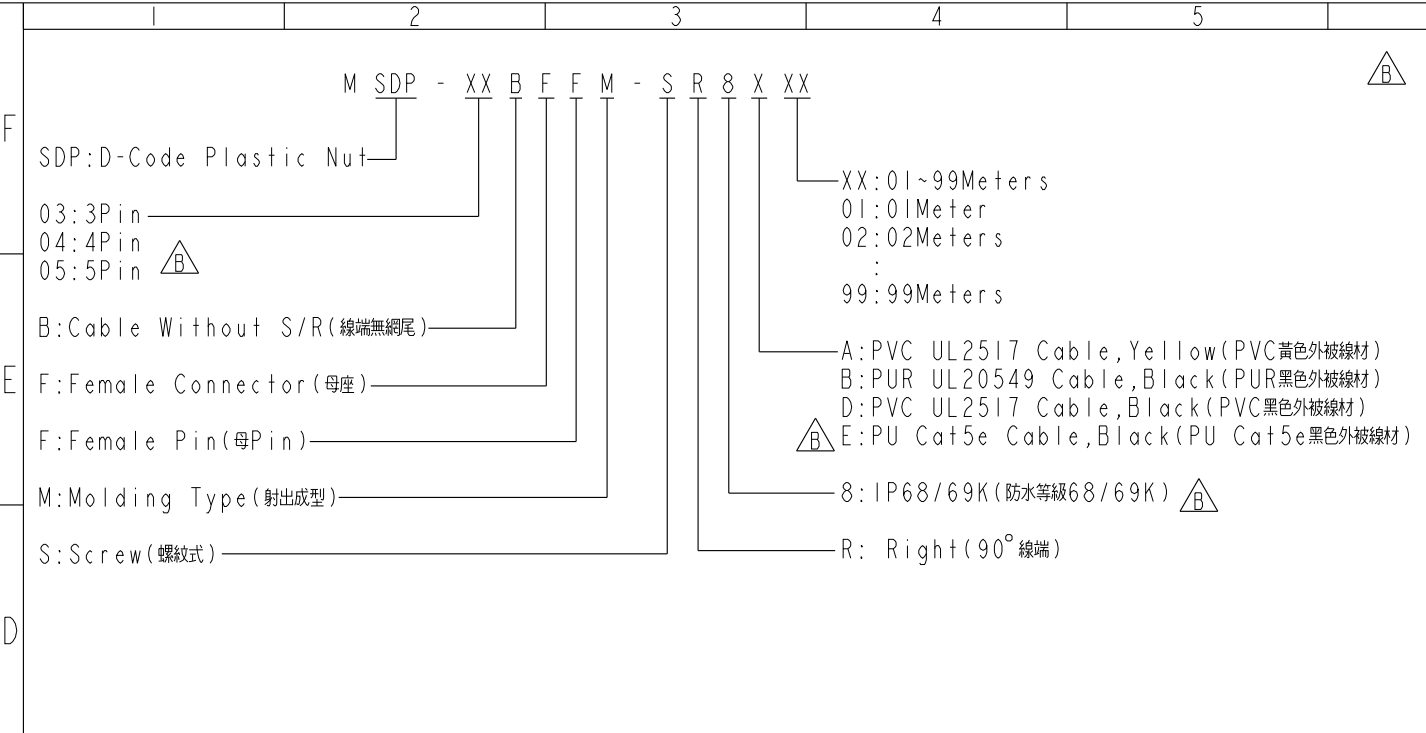 1 2 3 4 5
B
M SDP - XX B F F M - S R 8 X XX
F
SDP:D-Code Plastic Nut
03:3Pin
04:4Pin
05:5Pin
B
B:Cable Without S/R(線端無網尾)
E
F:Female Connector(母座)
F:Female Pin(母Pin)
M:Molding Type(射出成型)
S:Screw(螺紋式)
D
XX:01~99Meters
01:01Meter
02:02Meters
:
99:99Meters
A:PVC UL2517 Cable,Yellow(PVC黃色外被線材)
B:PUR UL20549 Cable,Black(PUR黑色外被線材)
D:PVC UL2517 Cable,Black(PVC黑色外被線材)
B E:PU Cat5e Cable,Black(PU Cat5e黑色外被線材)
8:IP68/69K(防水等級68/69K) B
R: Right(90°線端)